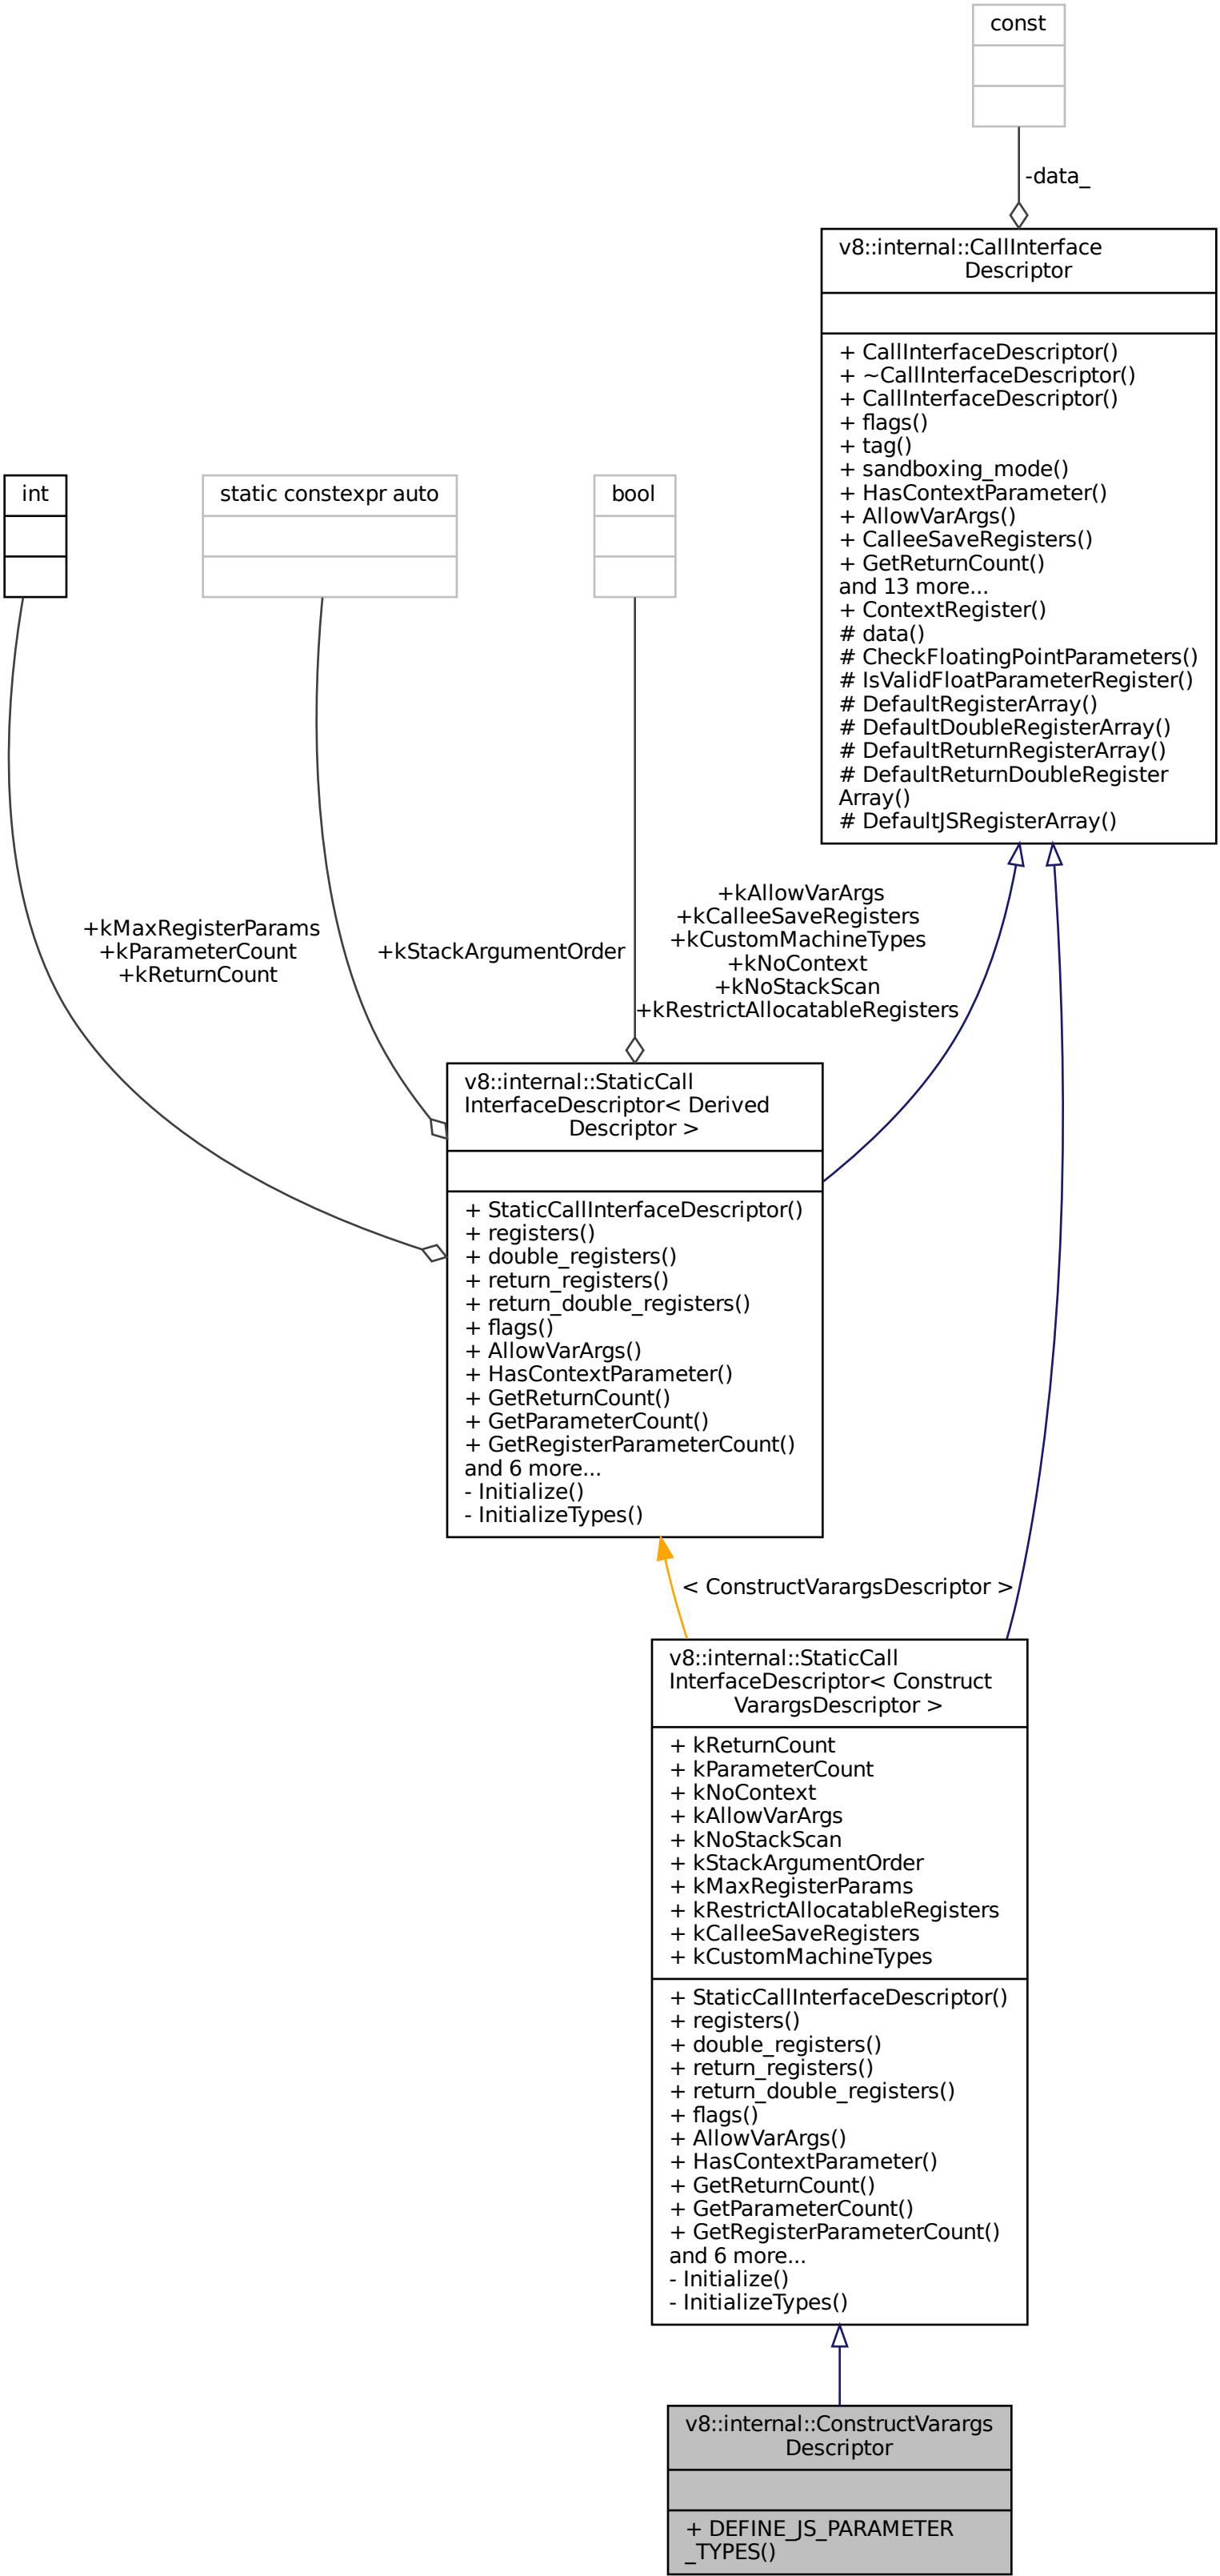 const
-data_
v8::internal::CallInterface
Descriptor
+ CallInterfaceDescriptor()
+ ~CallInterfaceDescriptor()
+ CallInterfaceDescriptor()
+ flags()
+ tag()
+ sandboxing_mode()
+ HasContextParameter()
+ AllowVarArgs()
+ CalleeSaveRegisters()
+ GetReturnCount()
and 13 more...
+ ContextRegister()
# data()
# CheckFloatingPointParameters()
# IsValidFloatParameterRegister()
# DefaultRegisterArray()
# DefaultDoubleRegisterArray()
# DefaultReturnRegisterArray()
# DefaultReturnDoubleRegister
Array()
# DefaultJSRegisterArray()
int
static constexpr auto
bool
+kMaxRegisterParams
+kParameterCount
+kReturnCount
+kStackArgumentOrder
+kAllowVarArgs
+kCalleeSaveRegisters
+kCustomMachineTypes
+kNoContext
+kNoStackScan
+kRestrictAllocatableRegisters
v8::internal::StaticCall
InterfaceDescriptor< Derived
Descriptor >
+ StaticCallInterfaceDescriptor()
+ registers()
+ double_registers()
+ return_registers()
+ return_double_registers()
+ flags()
+ AllowVarArgs()
+ HasContextParameter()
+ GetReturnCount()
+ GetParameterCount()
+ GetRegisterParameterCount()
and 6 more...
- Initialize()
- InitializeTypes()
< ConstructVarargsDescriptor >
v8::internal::StaticCall
InterfaceDescriptor< Construct
VarargsDescriptor >
+ kReturnCount
+ kParameterCount
+ kNoContext
+ kAllowVarArgs
+ kNoStackScan
+ kStackArgumentOrder
+ kMaxRegisterParams
+ kRestrictAllocatableRegisters
+ kCalleeSaveRegisters
+ kCustomMachineTypes
+ StaticCallInterfaceDescriptor()
+ registers()
+ double_registers()
+ return_registers()
+ return_double_registers()
+ flags()
+ AllowVarArgs()
+ HasContextParameter()
+ GetReturnCount()
+ GetParameterCount()
+ GetRegisterParameterCount()
and 6 more...
- Initialize()
- InitializeTypes()
v8::internal::ConstructVarargs
Descriptor
+ DEFINE_JS_PARAMETER
_TYPES()